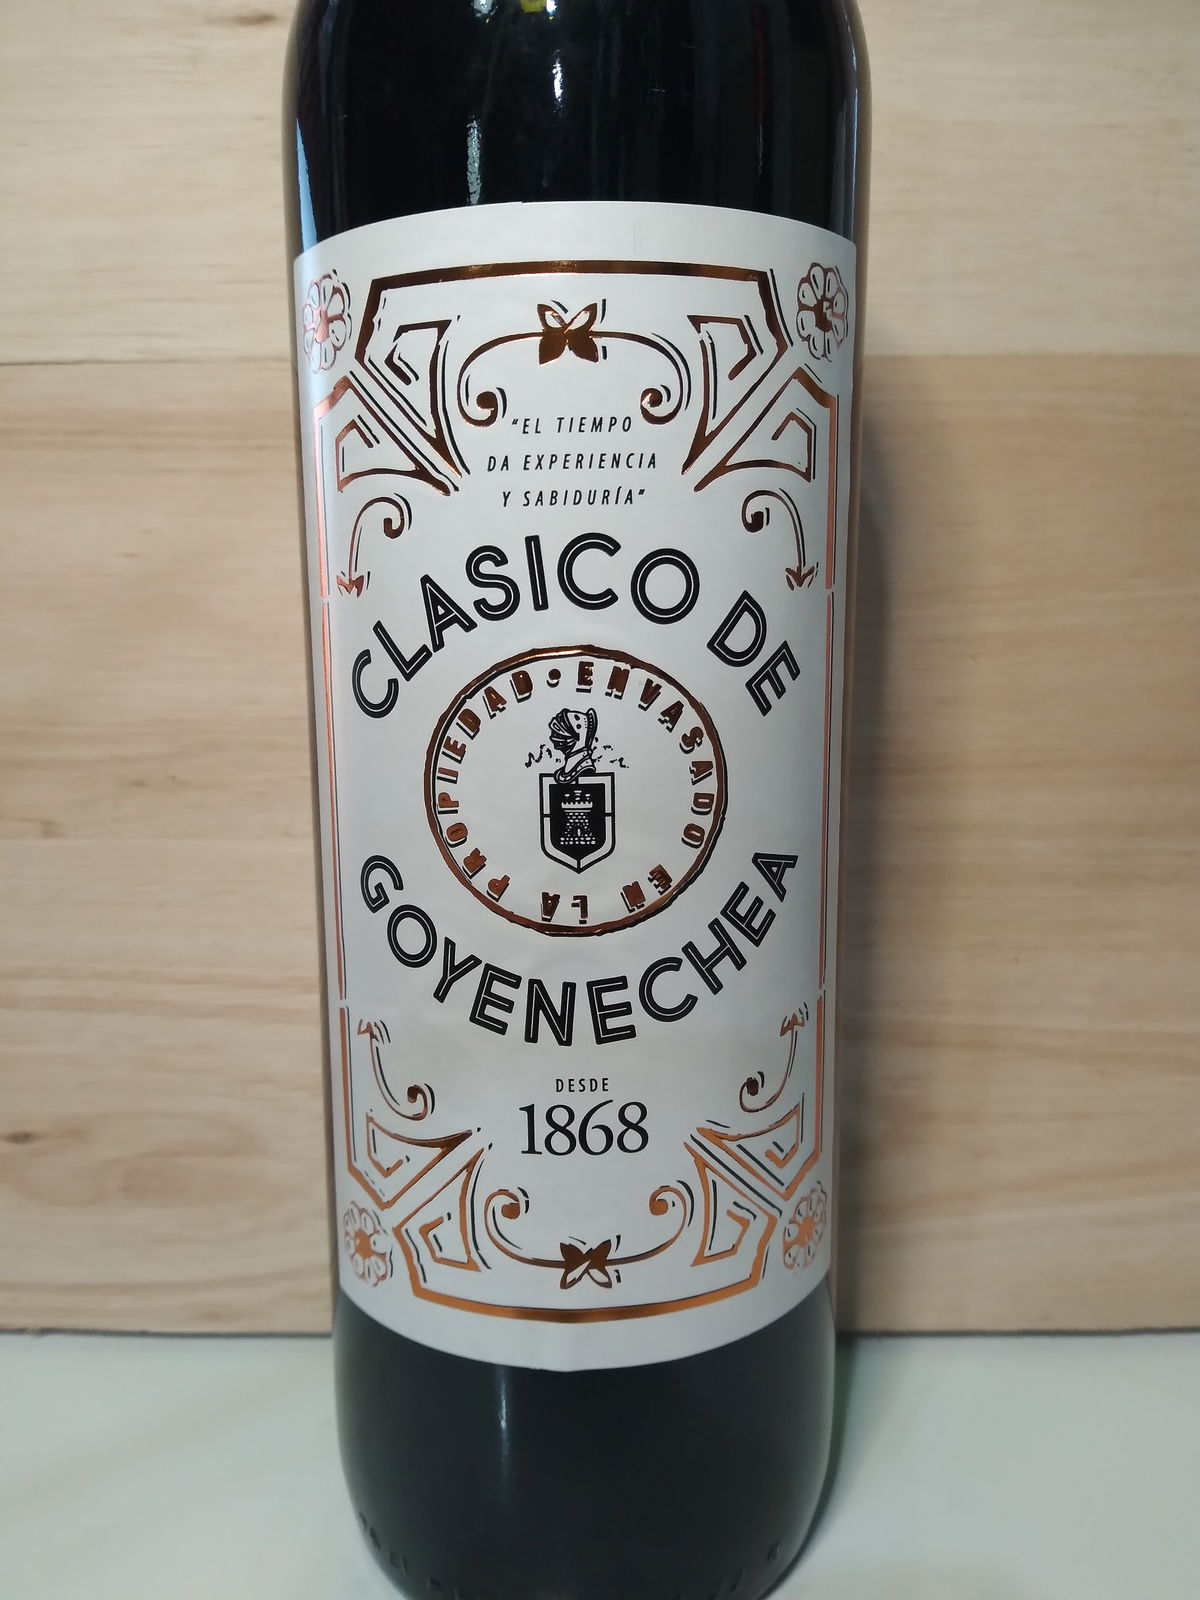 "EL TIEMPO
DA EXPERIENCIA
Y SABIDURÍA"
CLASICO DE
ENVASADO EN LA PROPIEDAD •
GOYENECHEA
DESDE
1868